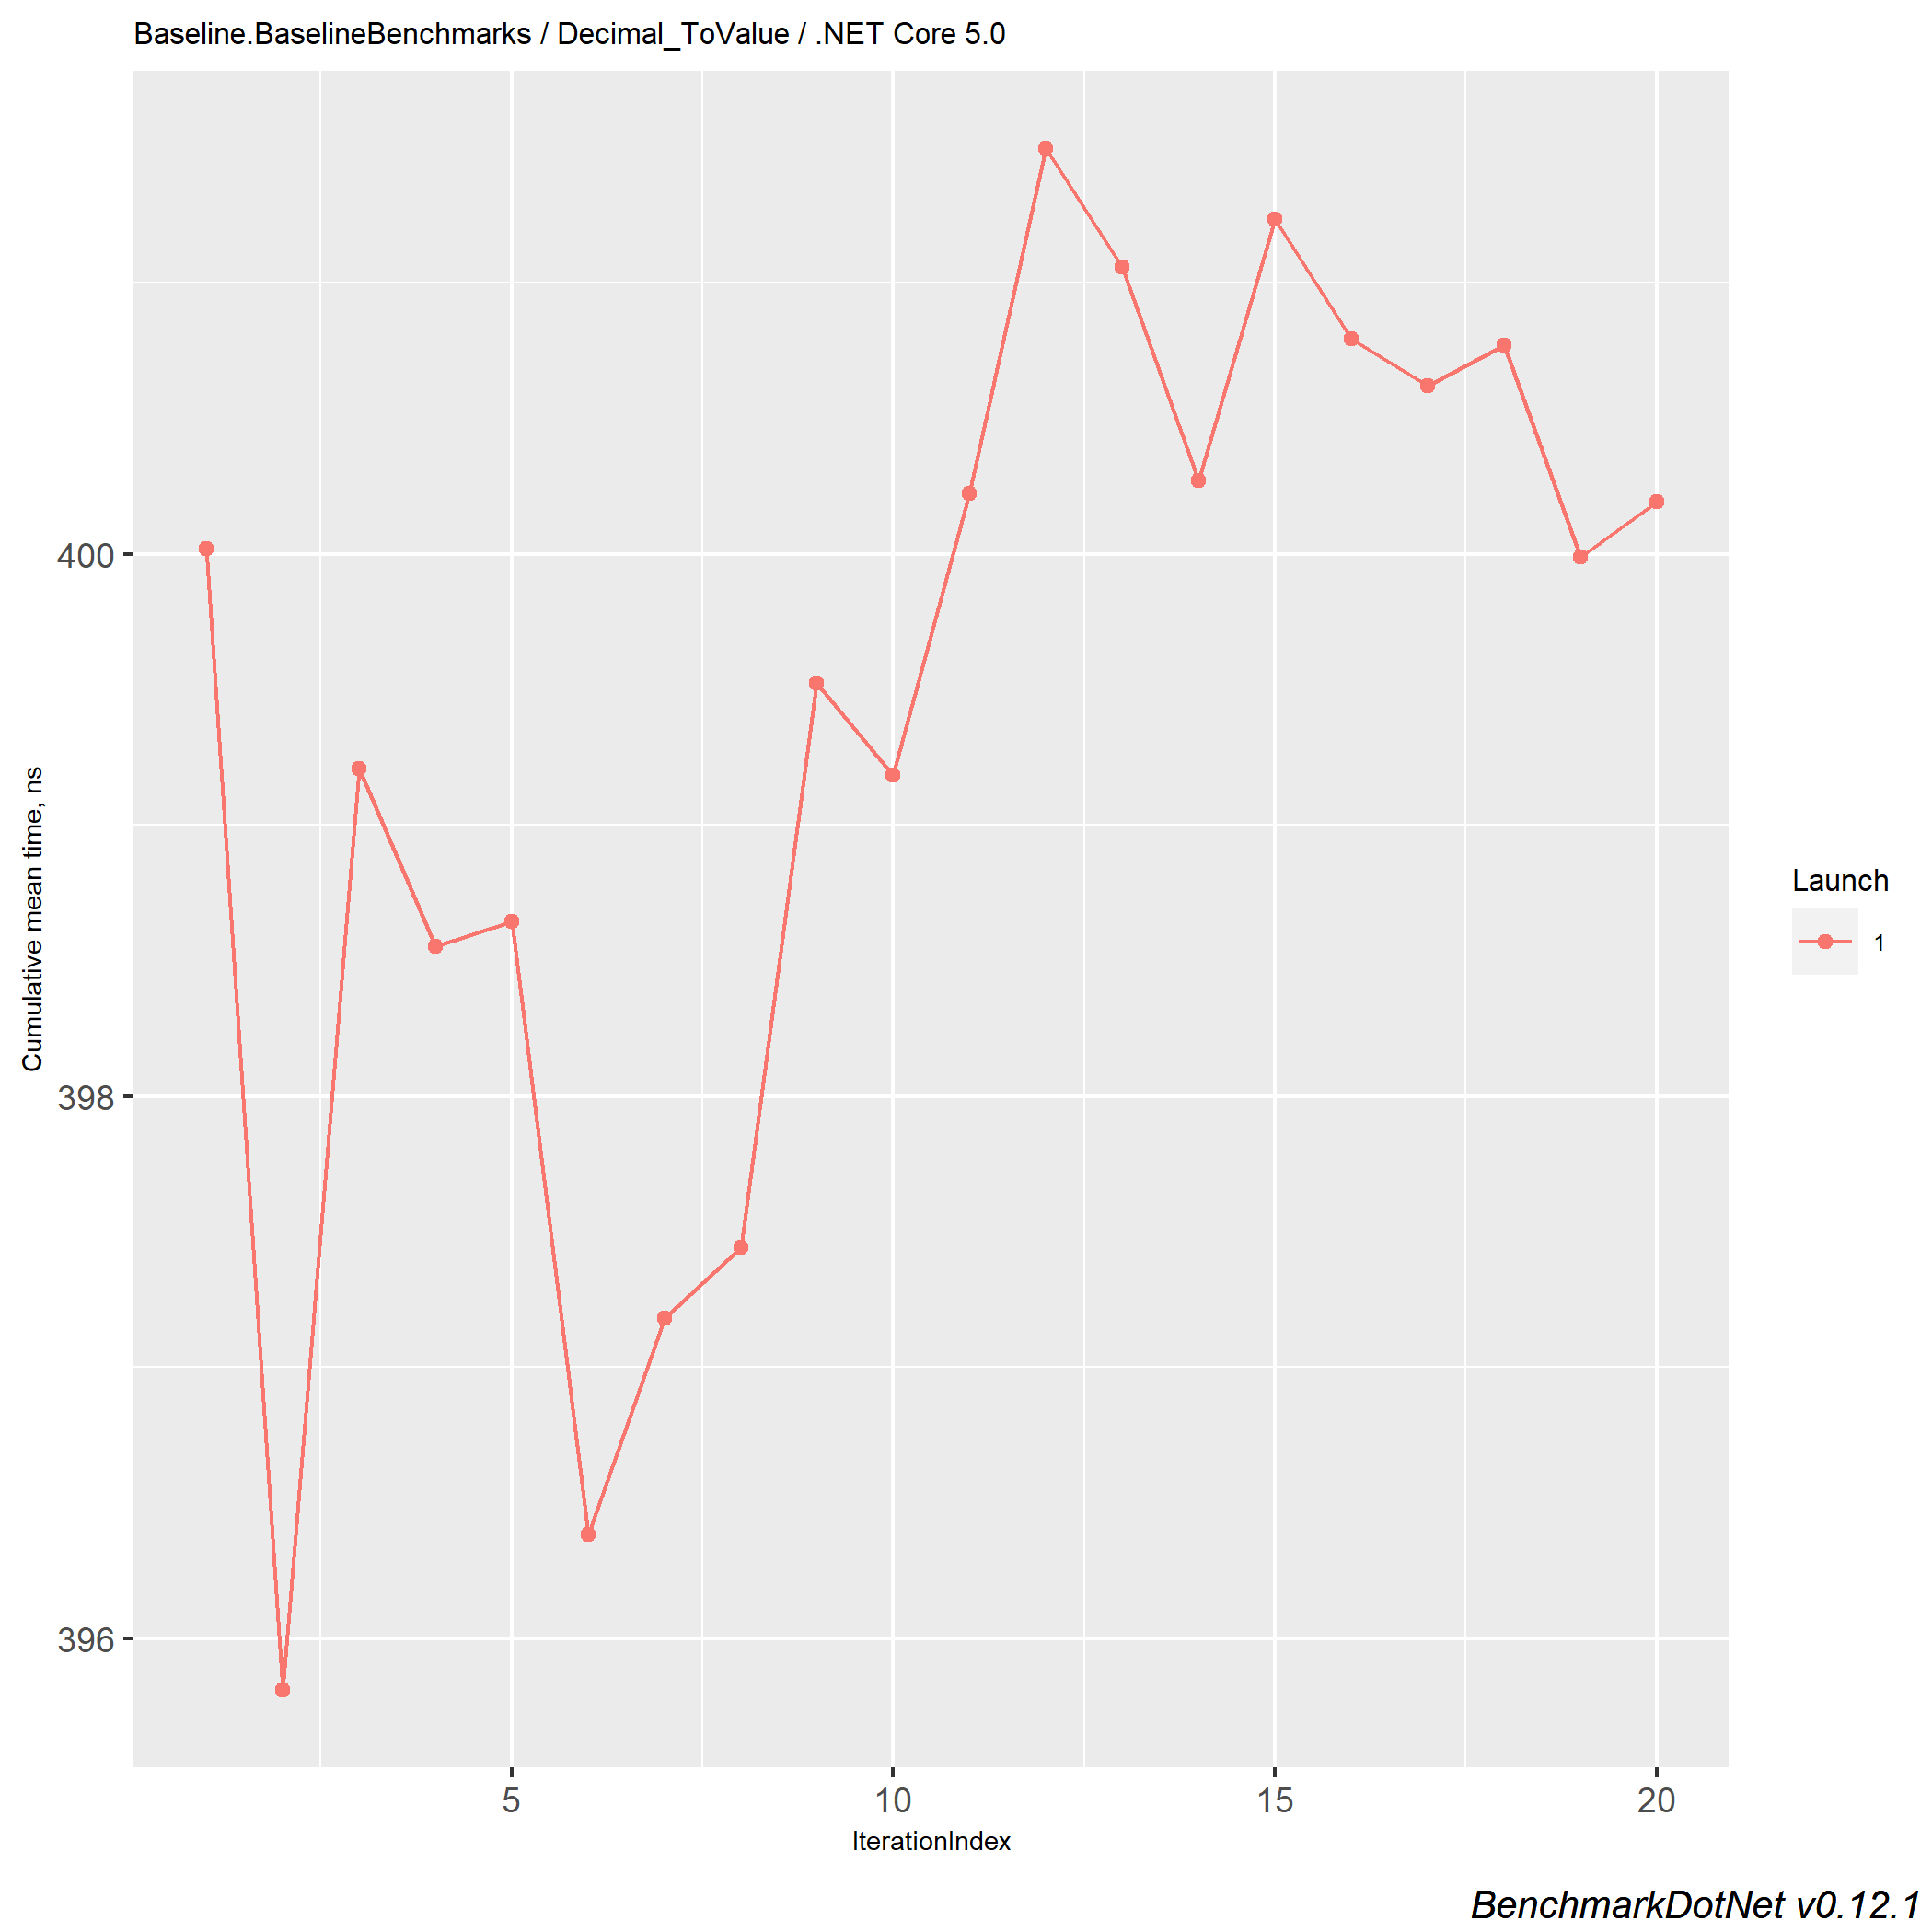 Baseline.BaselineBenchmarks / Decimal_ToValue / .NET Core 5.0
Cumulative mean time, ns
400
398
396
5
10
15
20
IterationIndex
Launch
1
BenchmarkDotNet v0.12.1